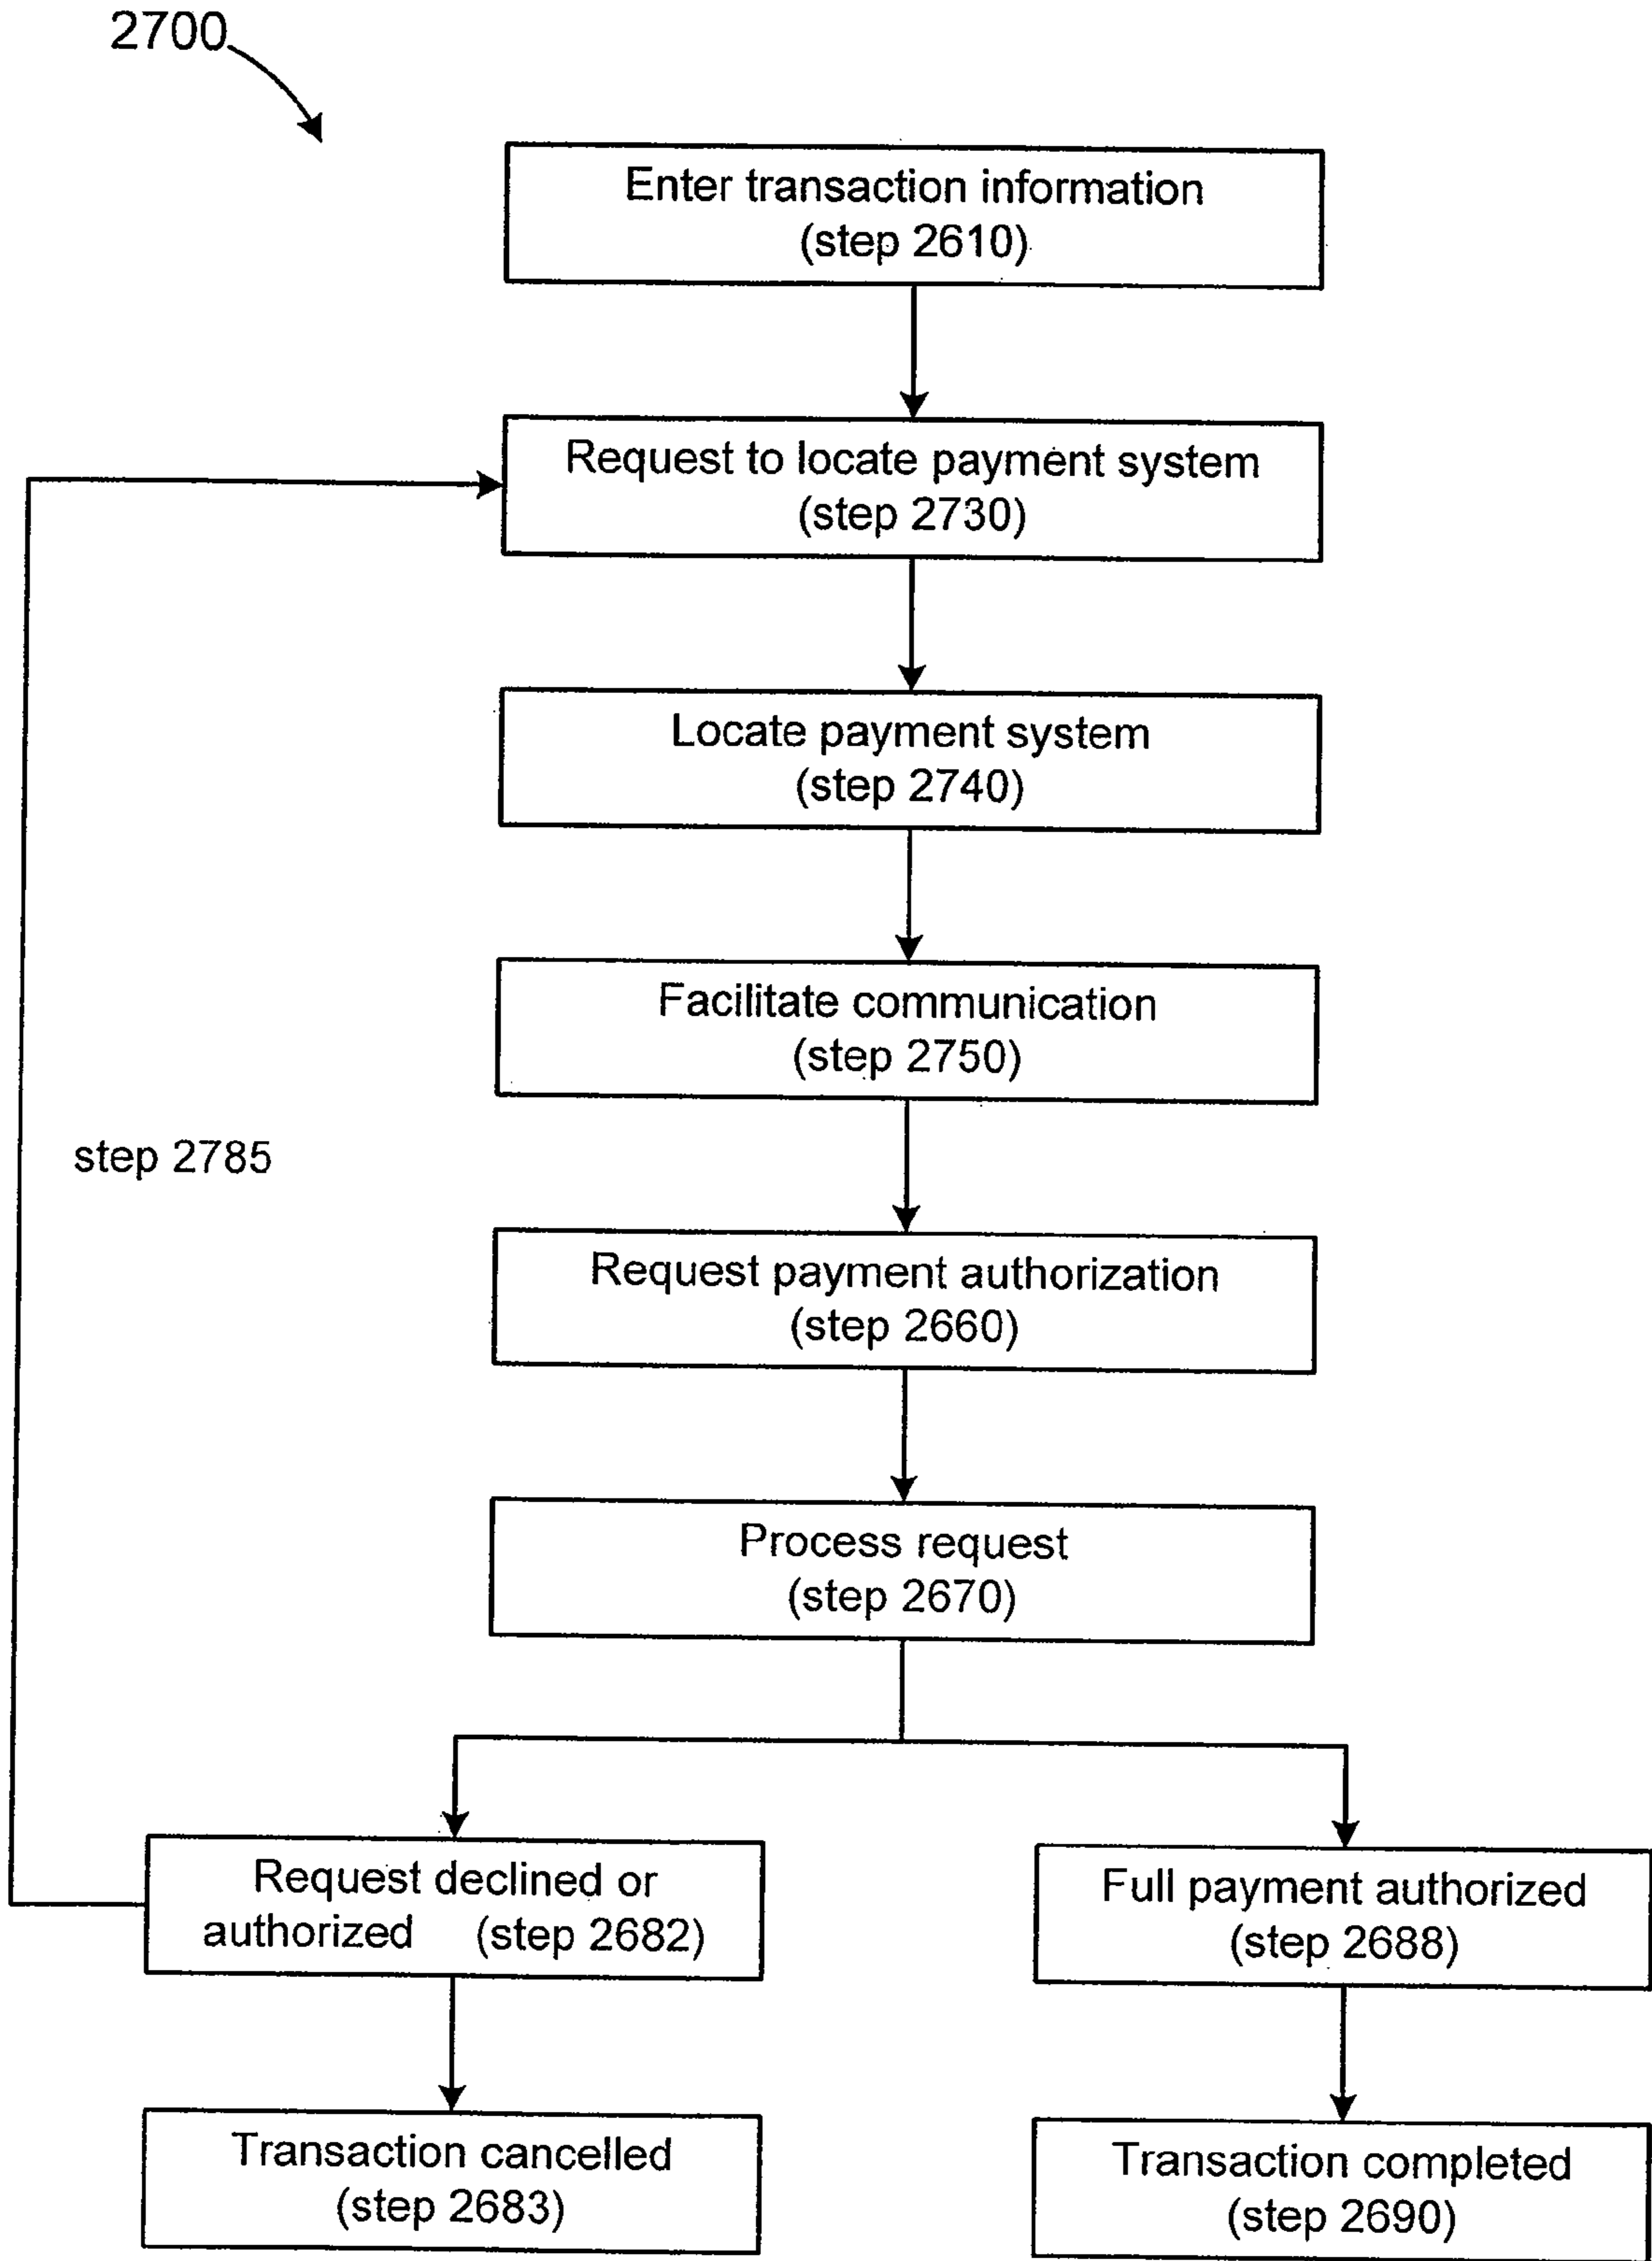 2700
Enter transaction information
(step 2610)
Request to locate payment system
(step 2730)
Locate payment system
(step 2740)
Facilitate communication
(step 2750)
step 2785
Request payment authorization
(step 2660)
Process request
(step 2670)
Request declined or
authorized (step 2682)
Full payment authorized
(step 2688)
Transaction cancelled
(step 2683)
Transaction completed
(step 2690)